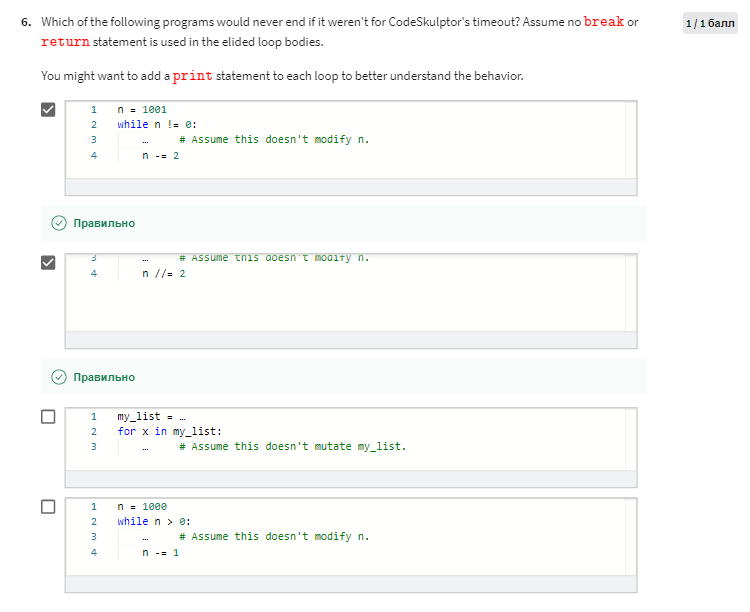 6. Which of the following programs would never end if it weren't for CodeSkulptor's timeout? Assume no break or
1 / 1 балл
return statement is used in the elided loop bodies.
You might want to add a print statement to each loop to better understand the behavior.
1 n = 1001
2 while n != 0:
3 … # Assume this doesn't modify n.
4 n -= 2
Правильно
3 … # Assume this doesn't modify n.
4 n //= 2
Правильно
1 my_list = …
2 for x in my_list:
3 … # Assume this doesn't mutate my_list.
1 n = 1000
2 while n > 0:
3 … # Assume this doesn't modify n.
4 n -= 1